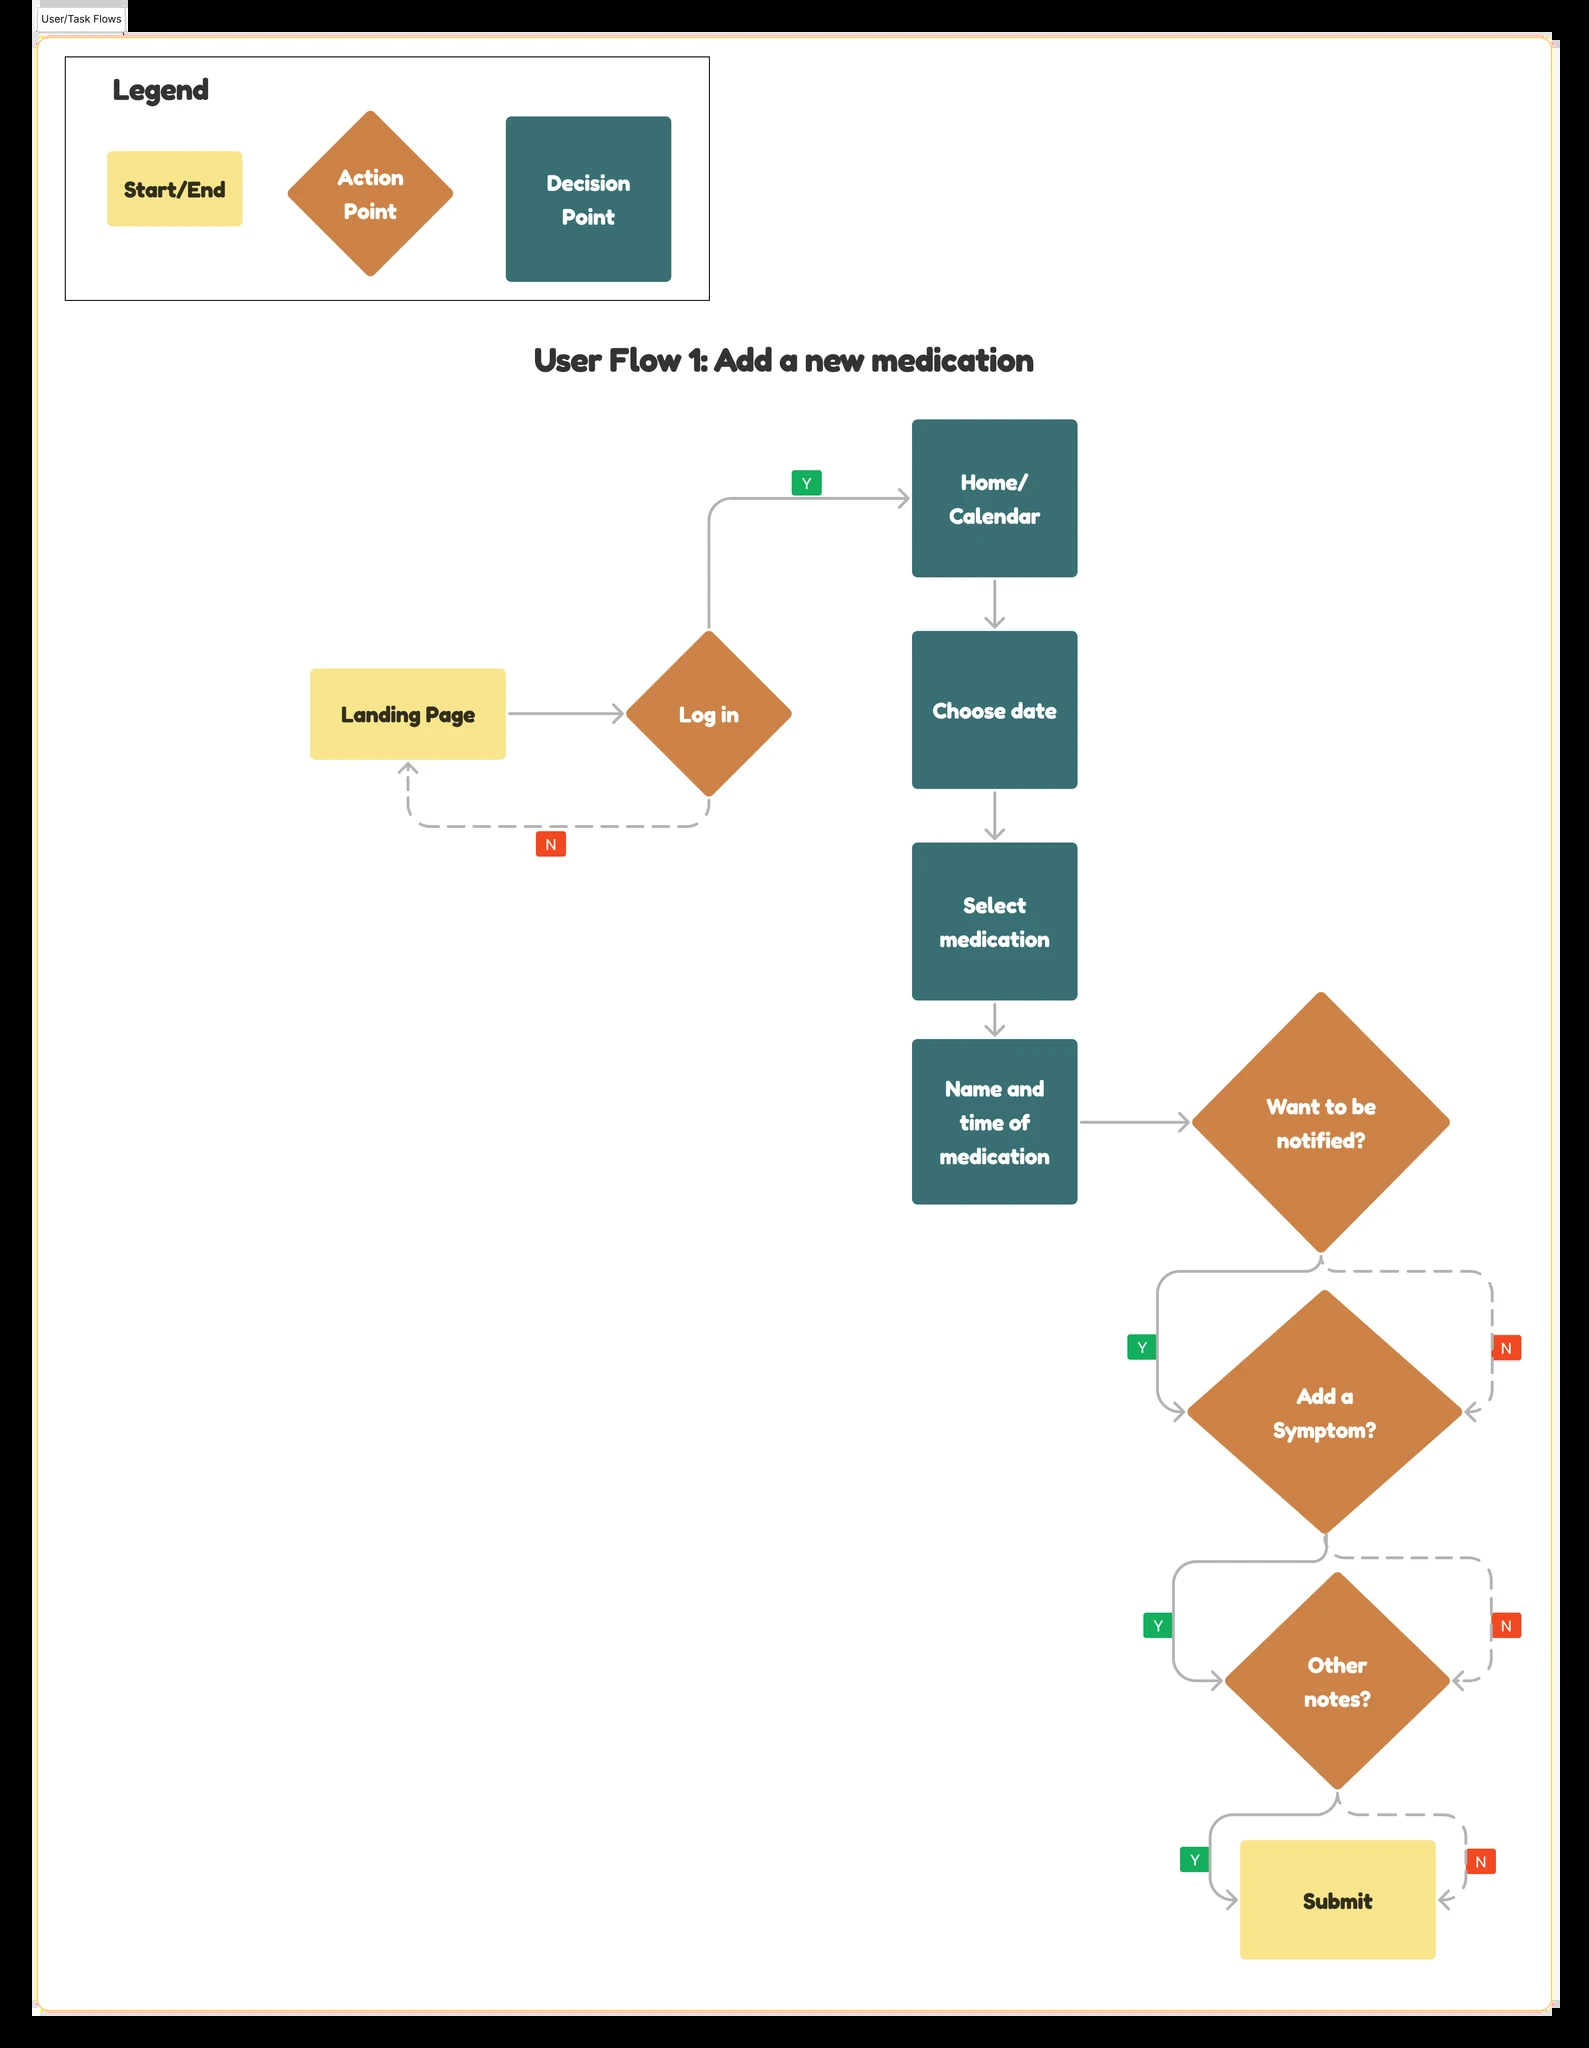 User/Task Flows
Legend
Start/End
Action
Point
Decision
Point
User Flow 1: Add a new medication
Y
Home/
Calendar
Landing Page
Log in
Choose date
N
Select
medication
Name and
time of
medication
Want to be
notified?
Y
N
Add a
Symptom?
Y
N
Other
notes?
Y
N
Submit